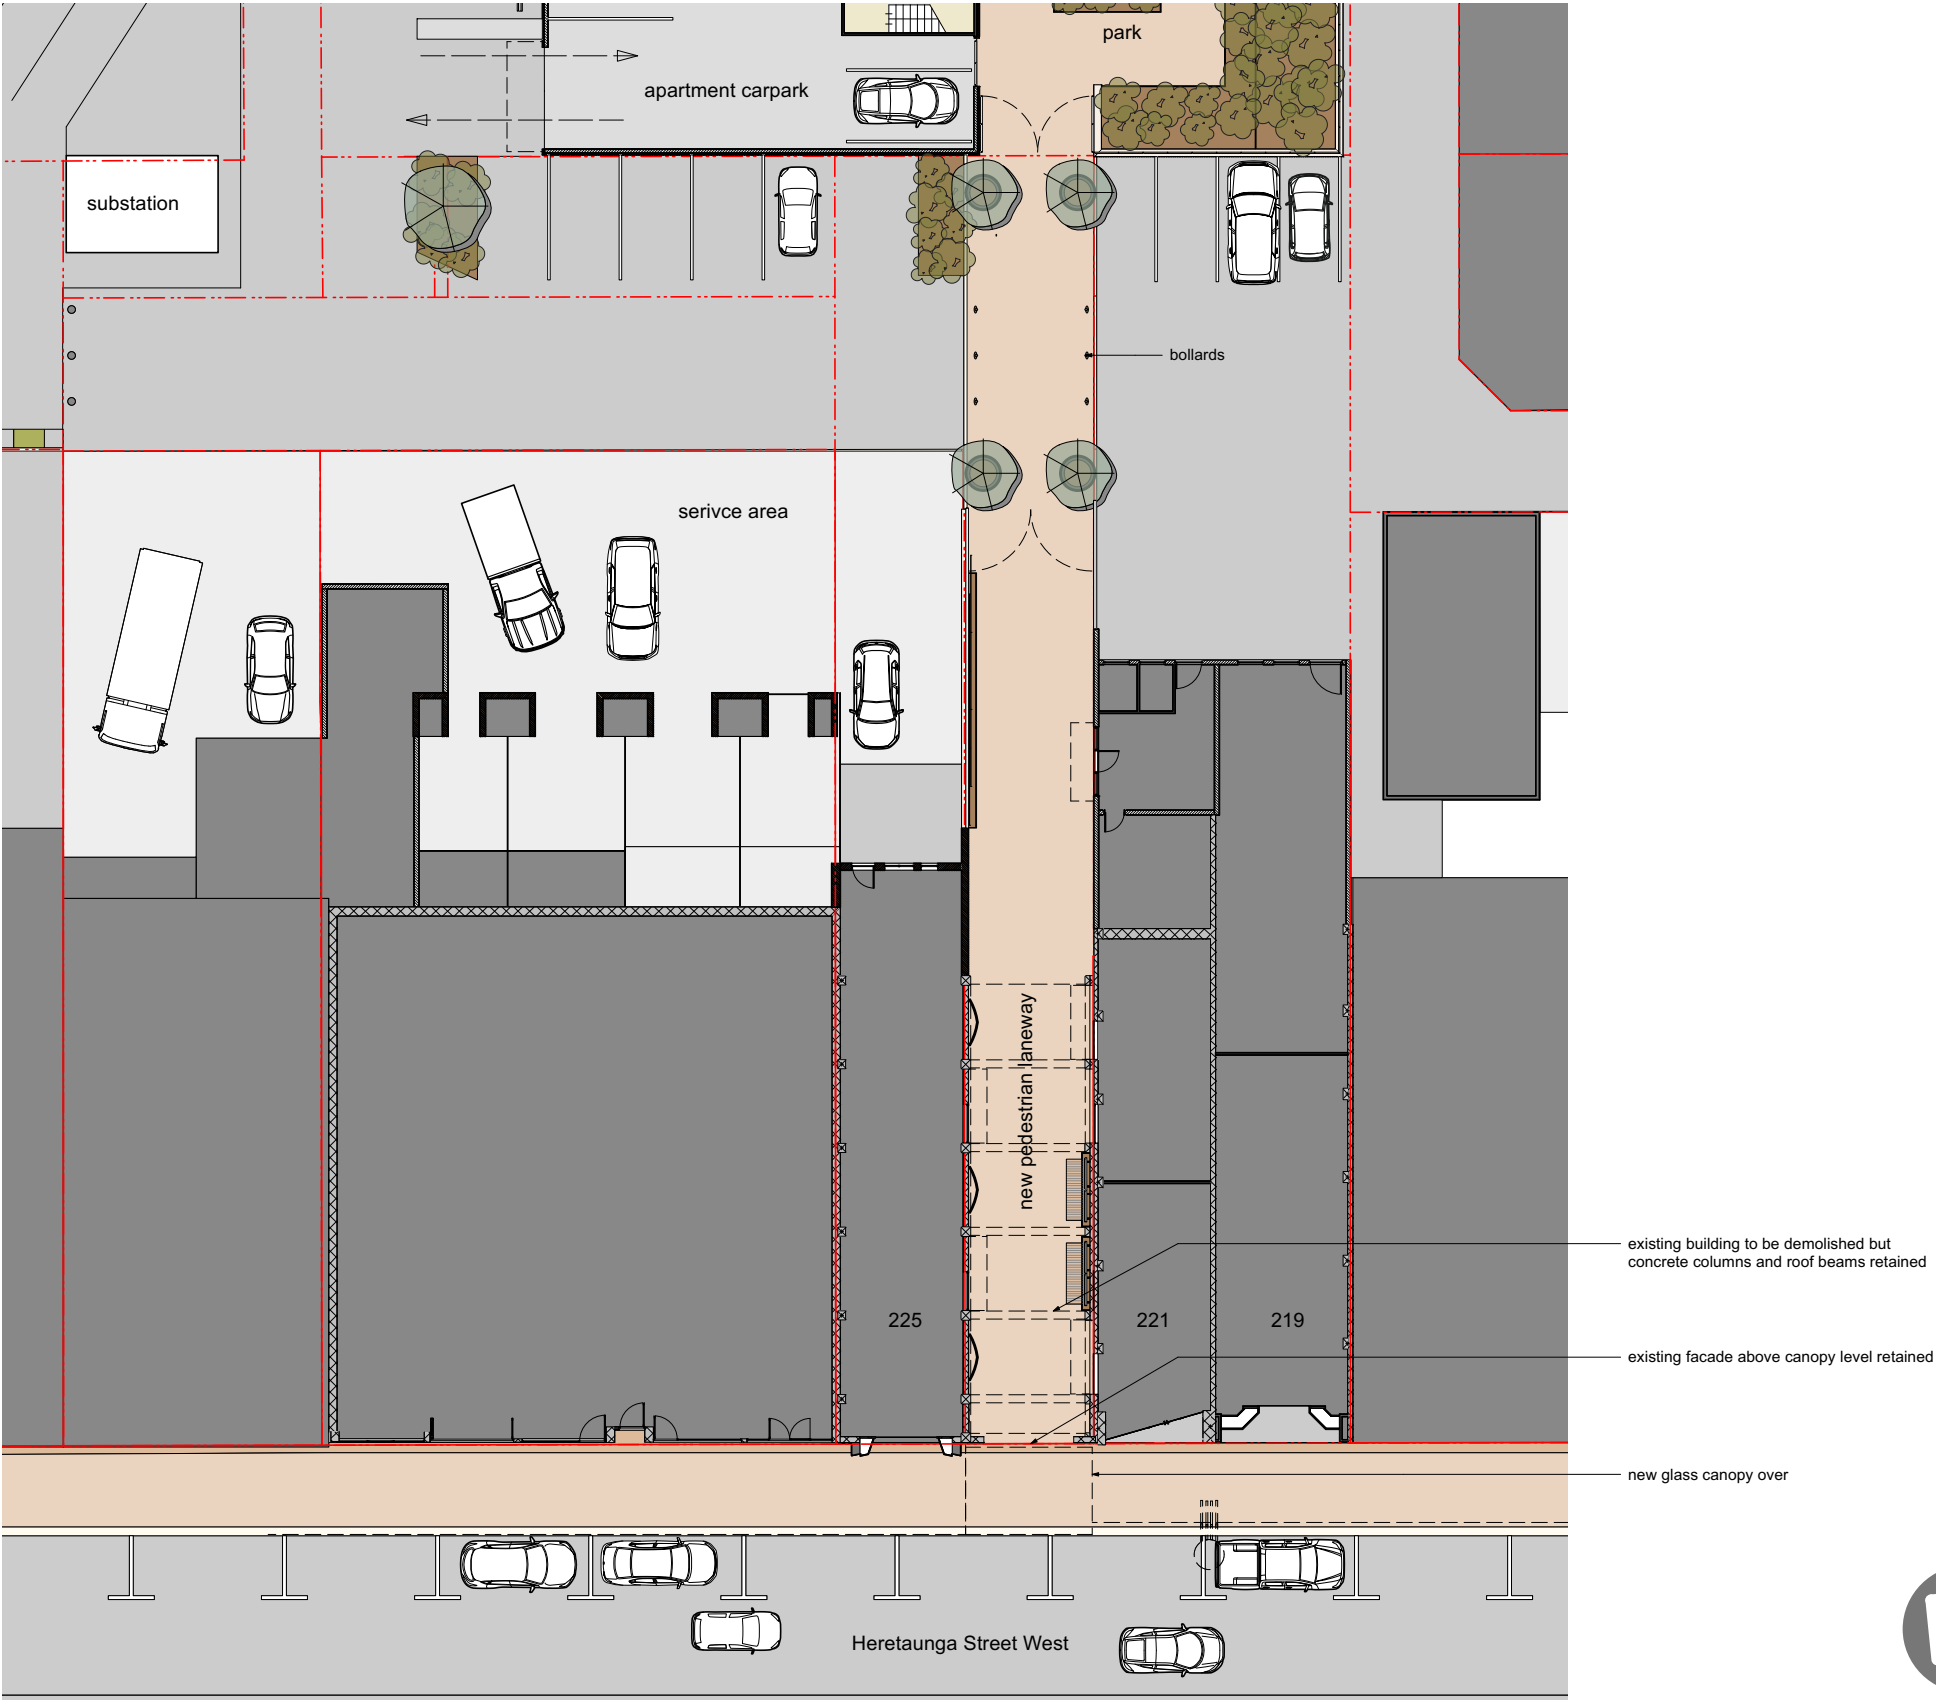 park
apartment carpark
substation
bollards
serivce area
new pedestrian laneway
existing building to be demolished but
concrete columns and roof beams retained
225
221
219
existing facade above canopy level retained
new glass canopy over
Heretaunga Street West